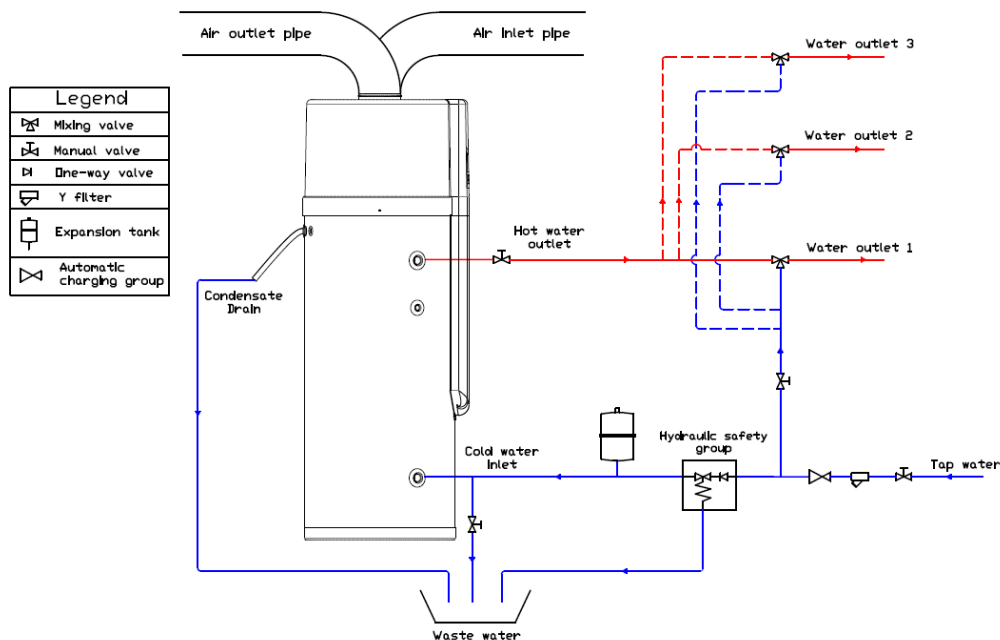 Air outlet pipe
Air inlet pipe
Water outlet 3
Legend
Mixing valve
Manual valve
One-way valve
Y filter
Expansion tank
Automatic
charging group
Water outlet 2
Hot water
outlet
Water outlet 1
Condensate
Drain
Cold water
inlet
Hydraulic safety
group
Tap water
Waste water